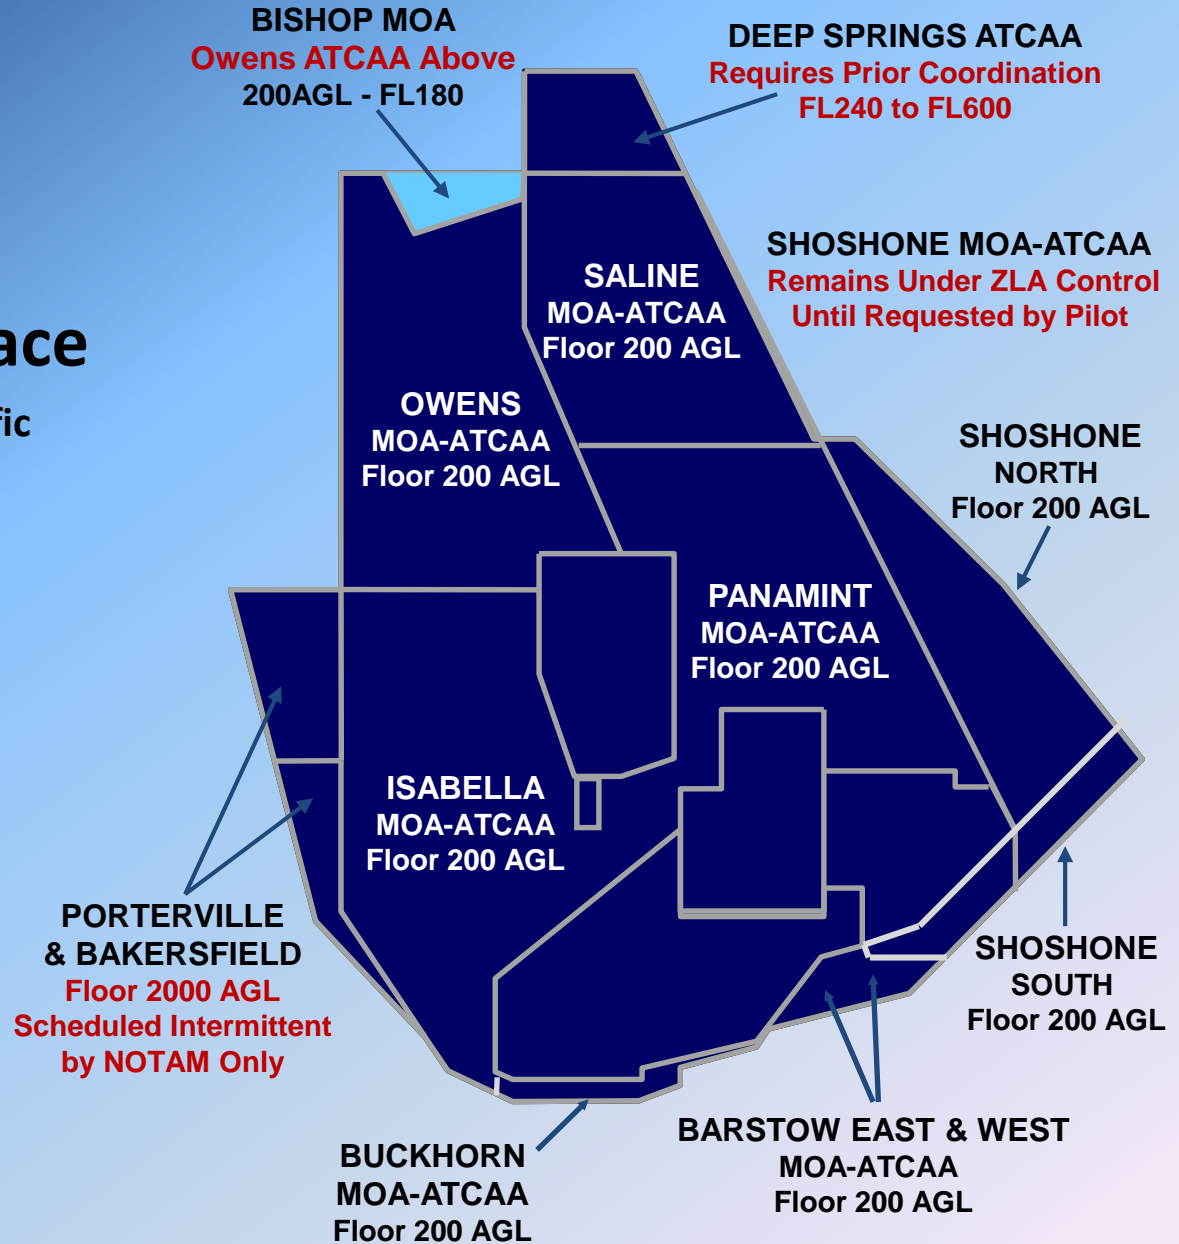 BISHOP MOA
Owens ATCAA Above
200AGL - FL180
DEEP SPRINGS ATCAA
Requires Prior Coordination
FL240 to FL600
SHOSHONE MOA-ATCAA
Remains Under ZLA Control
Until Requested by Pilot
SALINE
MOA-ATCAA
Floor 200 AGL
OWENS
MOA-ATCAA
Floor 200 AGL
SHOSHONE
NORTH
Floor 200 AGL
PANAMINT
MOA-ATCAA
Floor 200 AGL
ISABELLA
MOA-ATCAA
Floor 200 AGL
PORTERVILLE
& BAKERSFIELD
Floor 2000 AGL
Scheduled Intermittent
by NOTAM Only
SHOSHONE
SOUTH
Floor 200 AGL
BARSTOW EAST & WEST
MOA-ATCAA
Floor 200 AGL
BUCKHORN
MOA-ATCAA
Floor 200 AGL